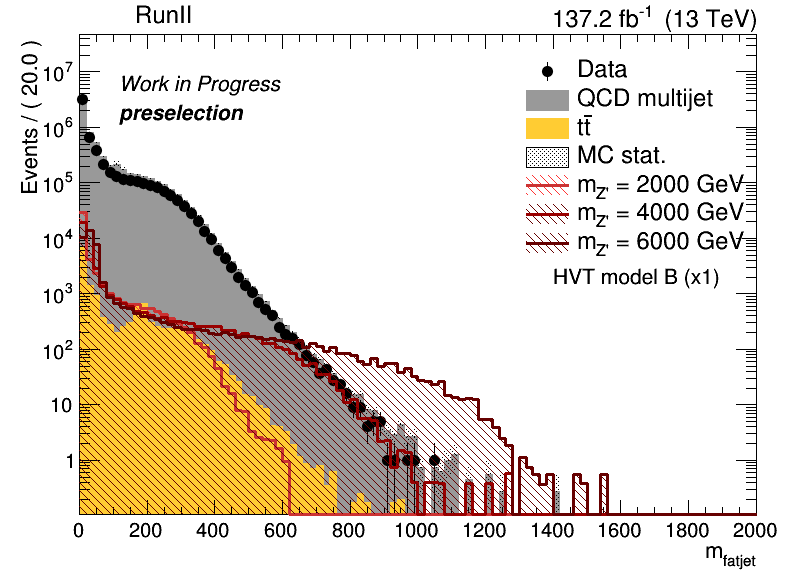 RunII
137.2 fb⁻¹ (13 TeV)
Events / ( 20.0 )
Work in Progress
preselection
Data
QCD multijet
tt̄
MC stat.
m_Z' = 2000 GeV
m_Z' = 4000 GeV
m_Z' = 6000 GeV
HVT model B (x1)
10⁷
10⁶
10⁵
10⁴
10³
10²
10
1
0 200 400 600 800 1000 1200 1400 1600 1800 2000
m_fatjet